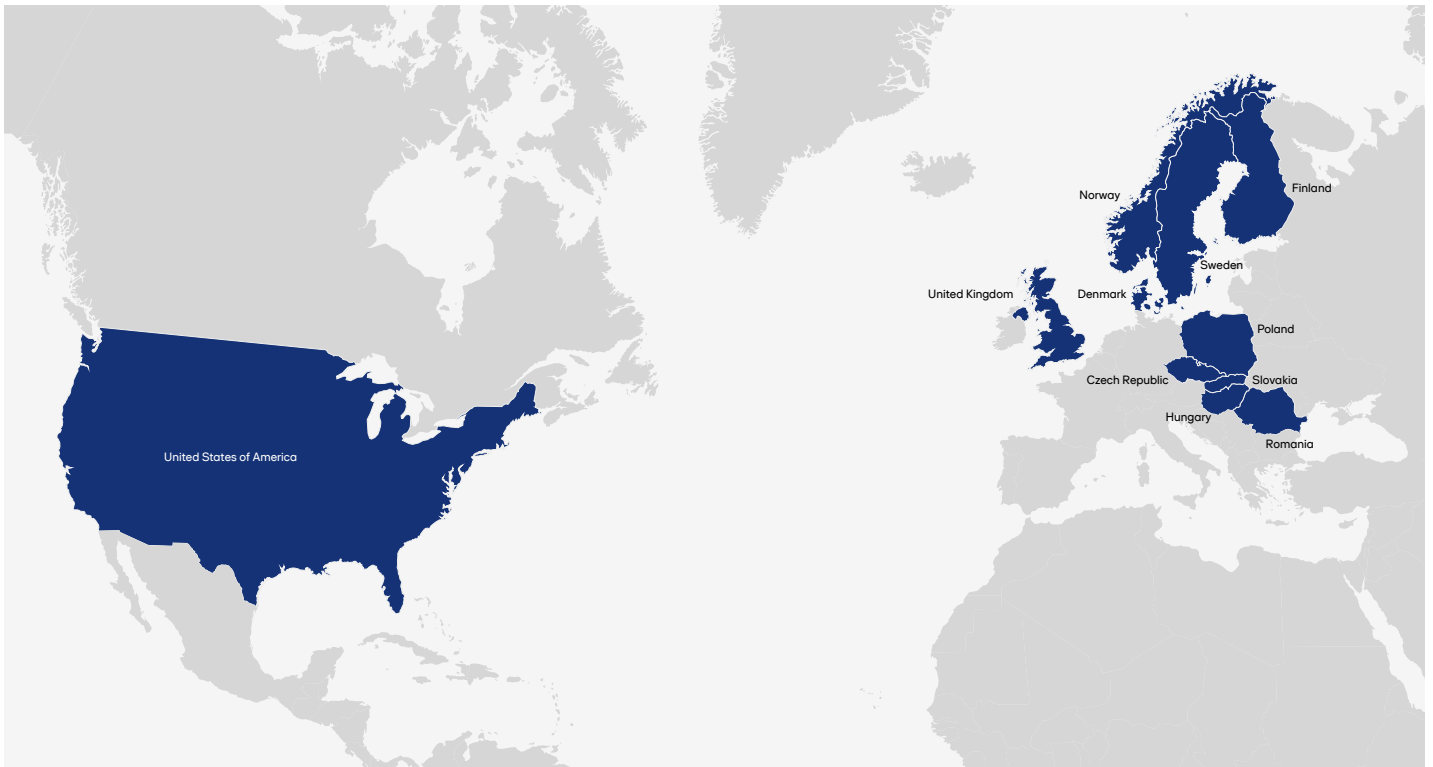 Norway
Finland
Sweden
United Kingdom
Denmark
Poland
Czech Republic
Slovakia
Hungary
Romania
United States of America